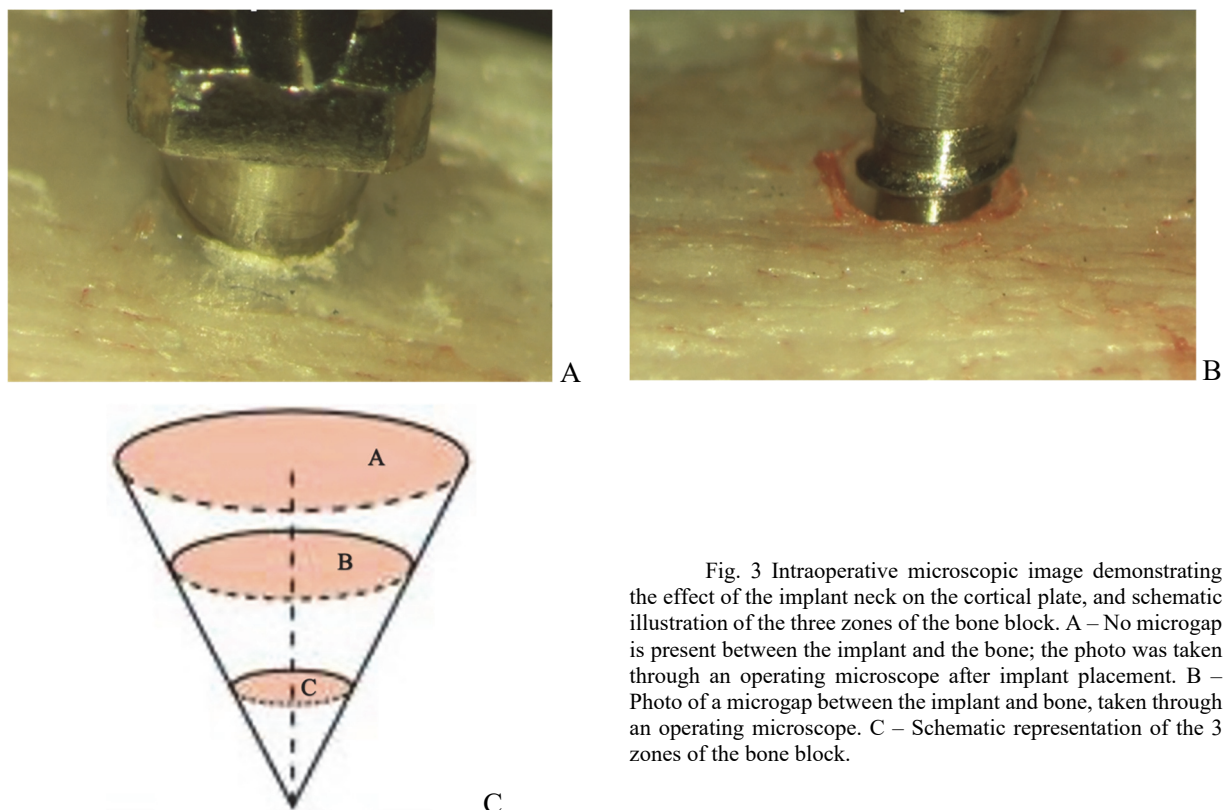 A
B
A
B
C
C
Fig. 3 Intraoperative microscopic image demonstrating
the effect of the implant neck on the cortical plate, and schematic
illustration of the three zones of the bone block. A – No microgap
is present between the implant and the bone; the photo was taken
through an operating microscope after implant placement. B –
Photo of a microgap between the implant and bone, taken through
an operating microscope. C – Schematic representation of the 3
zones of the bone block.